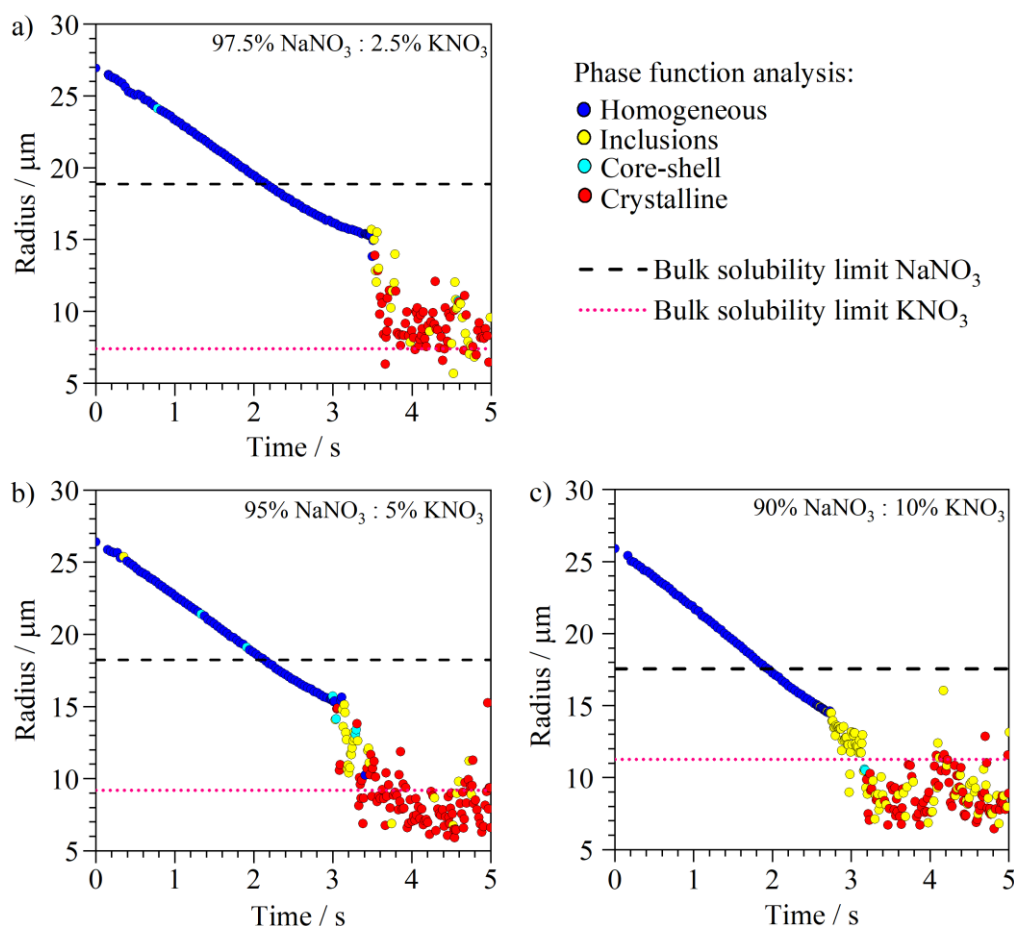 a)
97.5% NaNO3 : 2.5% KNO3
30
25
20
15
10
5
Radius / μm
0 1 2 3 4 5
Time / s
Phase function analysis:
Homogeneous
Inclusions
Core-shell
Crystalline
Bulk solubility limit NaNO3
Bulk solubility limit KNO3
b)
95% NaNO3 : 5% KNO3
30
25
20
15
10
5
Radius / μm
0 1 2 3 4 5
Time / s
c)
90% NaNO3 : 10% KNO3
30
25
20
15
10
5
Radius / μm
0 1 2 3 4 5
Time / s